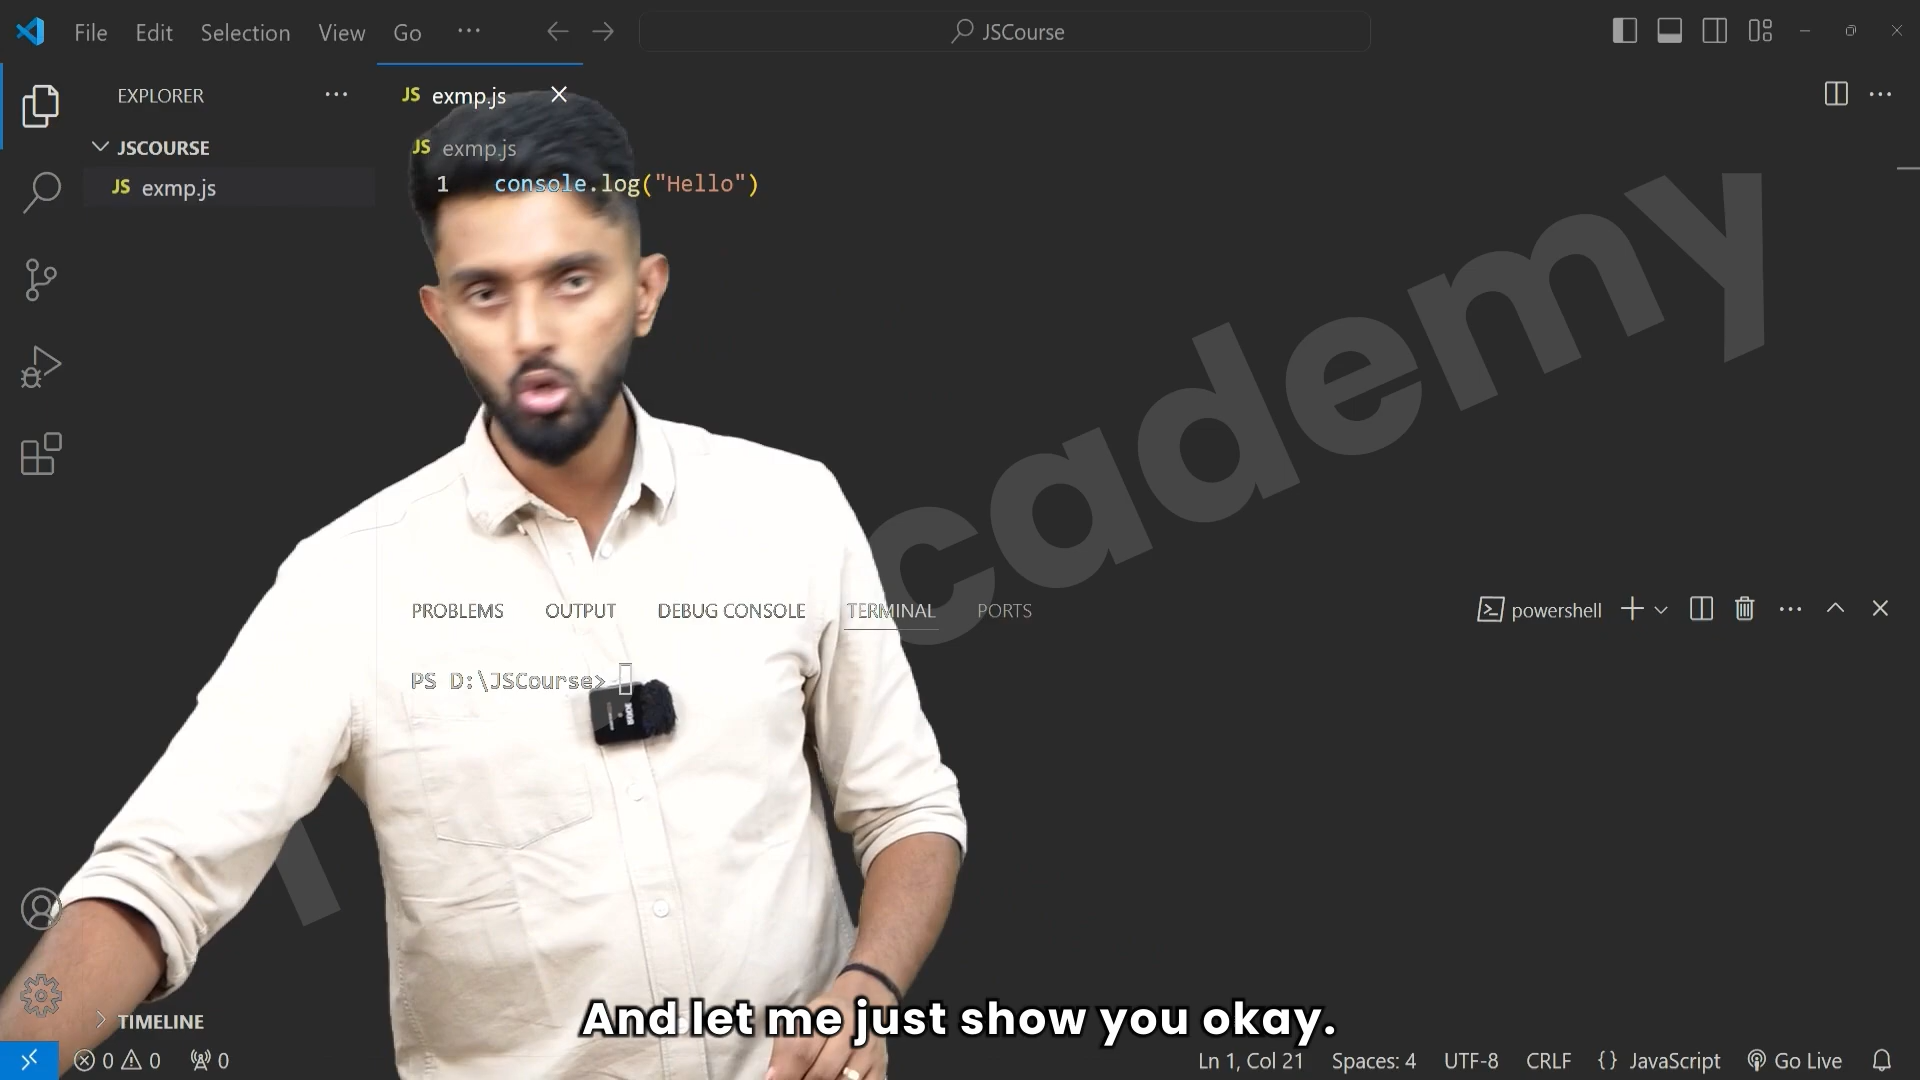 File Edit Selection View Go ··· JSCourse
EXPLORER ···
JS exmp.js
JSCOURSE
JS exmp.js
JS exmp.js
1 console.log("Hello")
cademy
PROBLEMS OUTPUT DEBUG CONSOLE TERMINAL PORTS
powershell
PS D:\JSCourse>
And let me just show you okay.
TIMELINE
0 0 0
Ln 1, Col 21 Spaces: 4 UTF-8 CRLF {} JavaScript Go Live